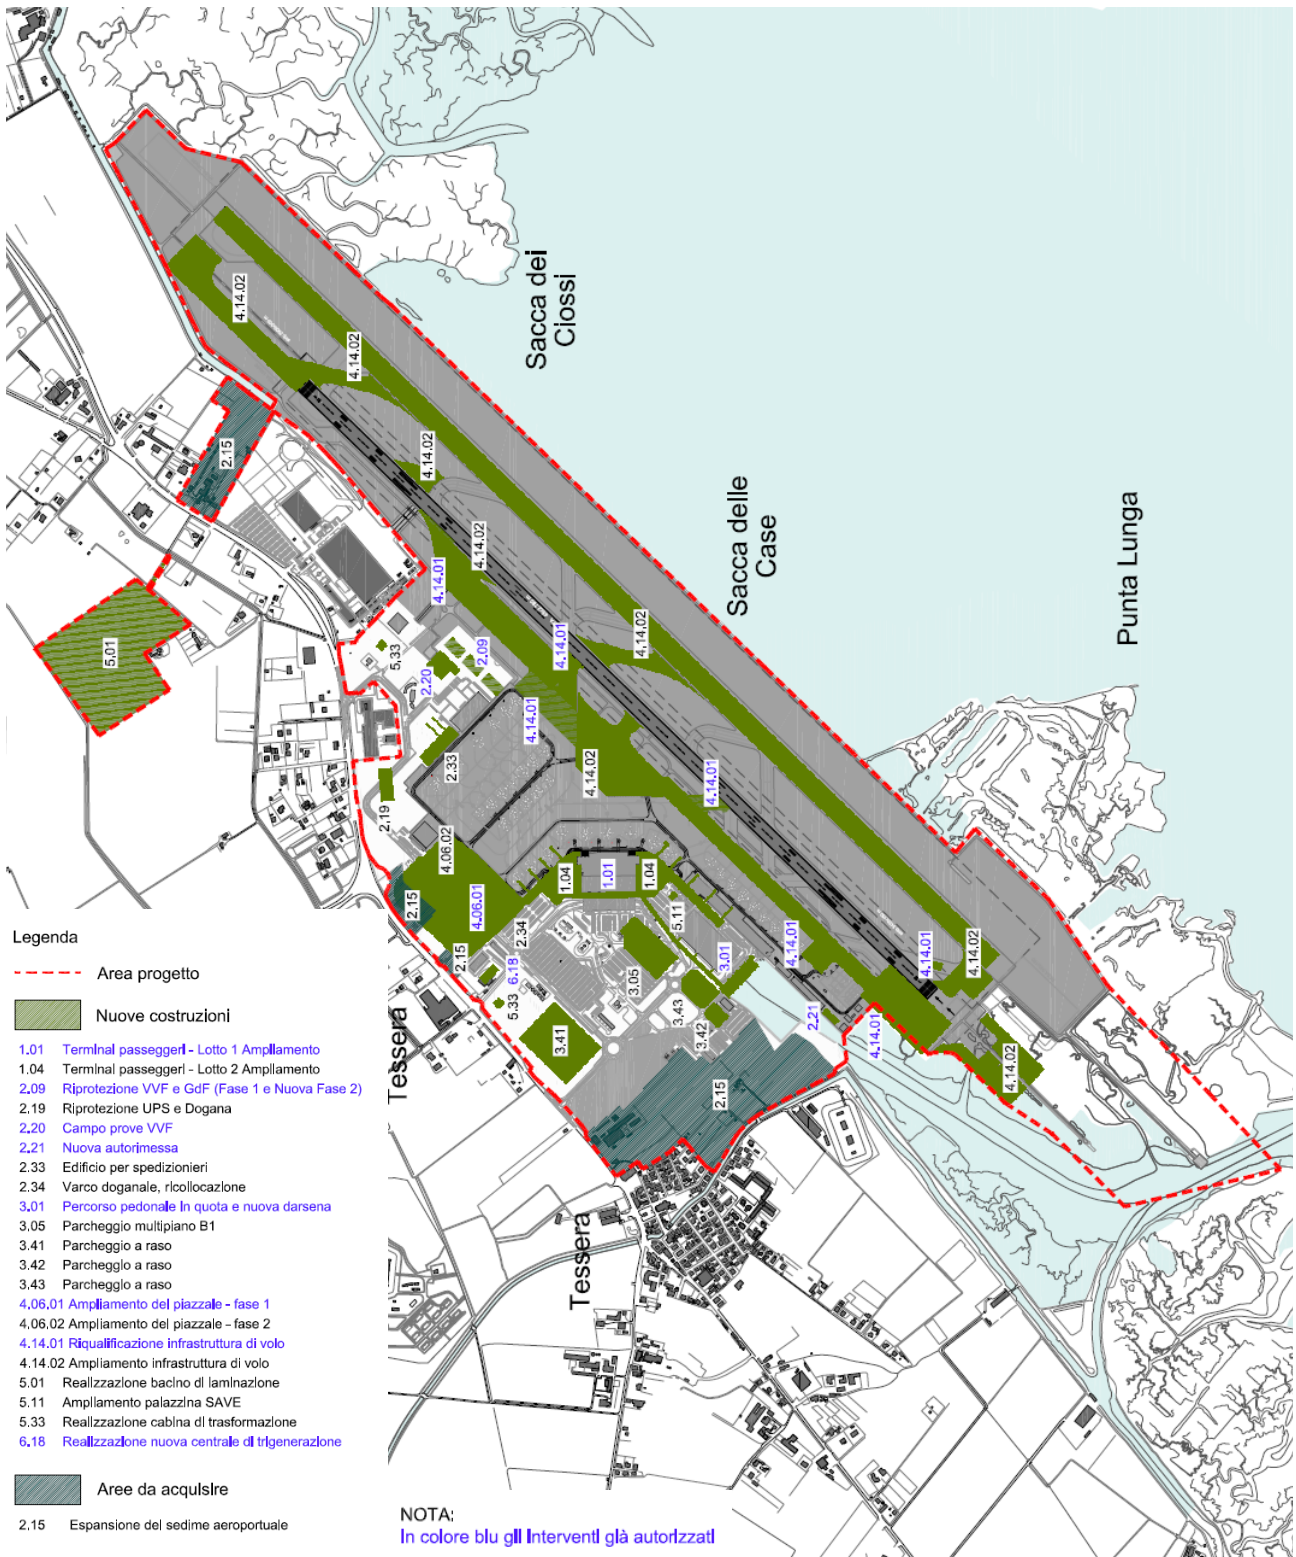 Sacca dei
Ciossi
Sacca delle
Case
Punta Lunga
4.14.02
4.14.02
2.15
4.14.02
4.14.02
4.14.01
5.01
5.33
2.09
2.20
4.14.01
4.14.02
4.14.01
2.33
4.14.02
4.14.01
2.19
4.06.02
1.04
1.01
1.04
2.15
4.06.01
5.11
2.34
2.15
6.18
3.01
4.14.01
4.14.01
4.14.02
3.05
5.33
3.43
3.41
3.42
2.21
4.14.01
4.14.02
2.15
Tessera
Tessera
Legenda
Area progetto
Nuove costruzioni
1.01 Terminal passeggeri - Lotto 1 Ampliamento
1.04 Terminal passeggeri - Lotto 2 Ampliamento
2.09 Riprotezione VVF e GdF (Fase 1 e Nuova Fase 2)
2.19 Riprotezione UPS e Dogana
2.20 Campo prove VVF
2.21 Nuova autorimessa
2.33 Edificio per spedizionieri
2.34 Varco doganale, ricollocazione
3.01 Percorso pedonale in quota e nuova darsena
3.05 Parcheggio multipiano B1
3.41 Parcheggio a raso
3.42 Parcheggio a raso
3.43 Parcheggio a raso
4.06.01 Ampliamento del piazzale - fase 1
4.06.02 Ampliamento del piazzale - fase 2
4.14.01 Riqualificazione infrastruttura di volo
4.14.02 Ampliamento infrastruttura di volo
5.01 Realizzazione bacino di laminazione
5.11 Ampliamento palazzina SAVE
5.33 Realizzazione cabina di trasformazione
6.18 Realizzazione nuova centrale di trigenerazione
Aree da acquisire
2.15 Espansione del sedime aeroportuale
NOTA:
In colore blu gli interventi già autorizzati